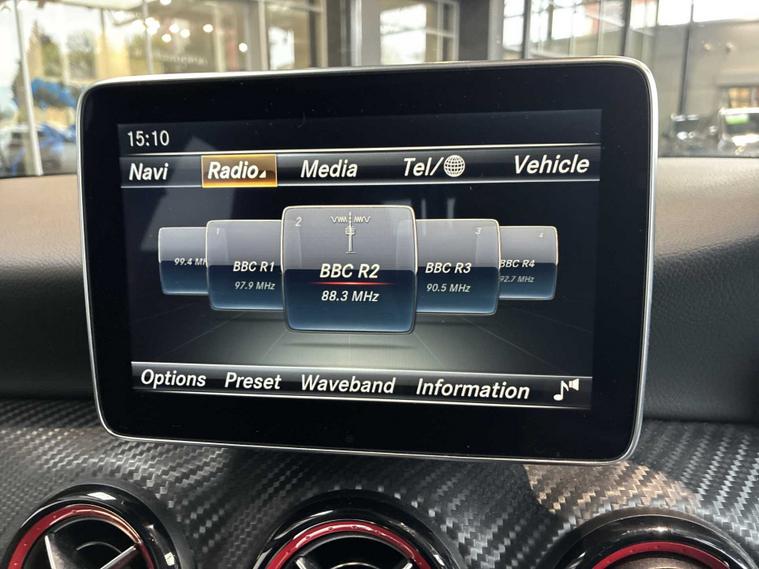 15:10
Navi Radio Media Tel/ Vehicle
2
1
3
4
99.4 MH
BBC R1
97.9 MHz
BBC R2
88.3 MHz
BBC R3
90.5 MHz
BBC R4
92.7 MHz
Options Preset Waveband Information